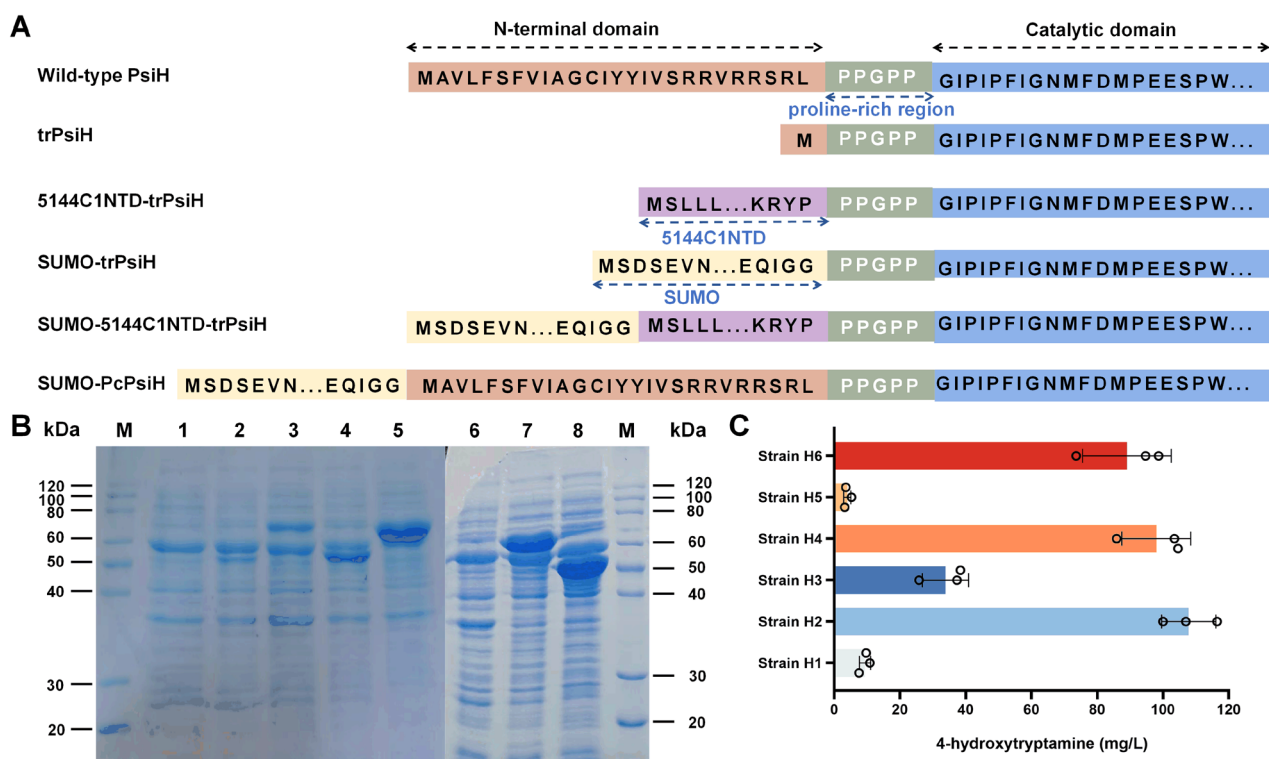 A
N-terminal domain
Catalytic domain
Wild-type PsiH
MAVLFSFVIAGCIYYIVSRRVRRSRL
PPGPP
GIPIPFIGNMFDMPEESPW...
proline-rich region
trPsiH
M
PPGPP
GIPIPFIGNMFDMPEESPW...
5144C1NTD-trPsiH
MSLLL...KRYP
PPGPP
GIPIPFIGNMFDMPEESPW...
5144C1NTD
SUMO-trPsiH
MSDSEVN...EQIGG
PPGPP
GIPIPFIGNMFDMPEESPW...
SUMO
SUMO-5144C1NTD-trPsiH
MSDSEVN...EQIGG
MSLLL...KRYP
PPGPP
GIPIPFIGNMFDMPEESPW...
SUMO-PcPsiH
MSDSEVN...EQIGG
MAVLFSFVIAGCIYYIVSRRVRRSRL
PPGPP
GIPIPFIGNMFDMPEESPW...
B
kDa M 1 2 3 4 5 6 7 8 M kDa
120
100
80
60
50
40
30
20
120
100
80
60
50
40
30
20
C
Strain H6
Strain H5
Strain H4
Strain H3
Strain H2
Strain H1
0 20 40 60 80 100 120
4-hydroxytryptamine (mg/L)